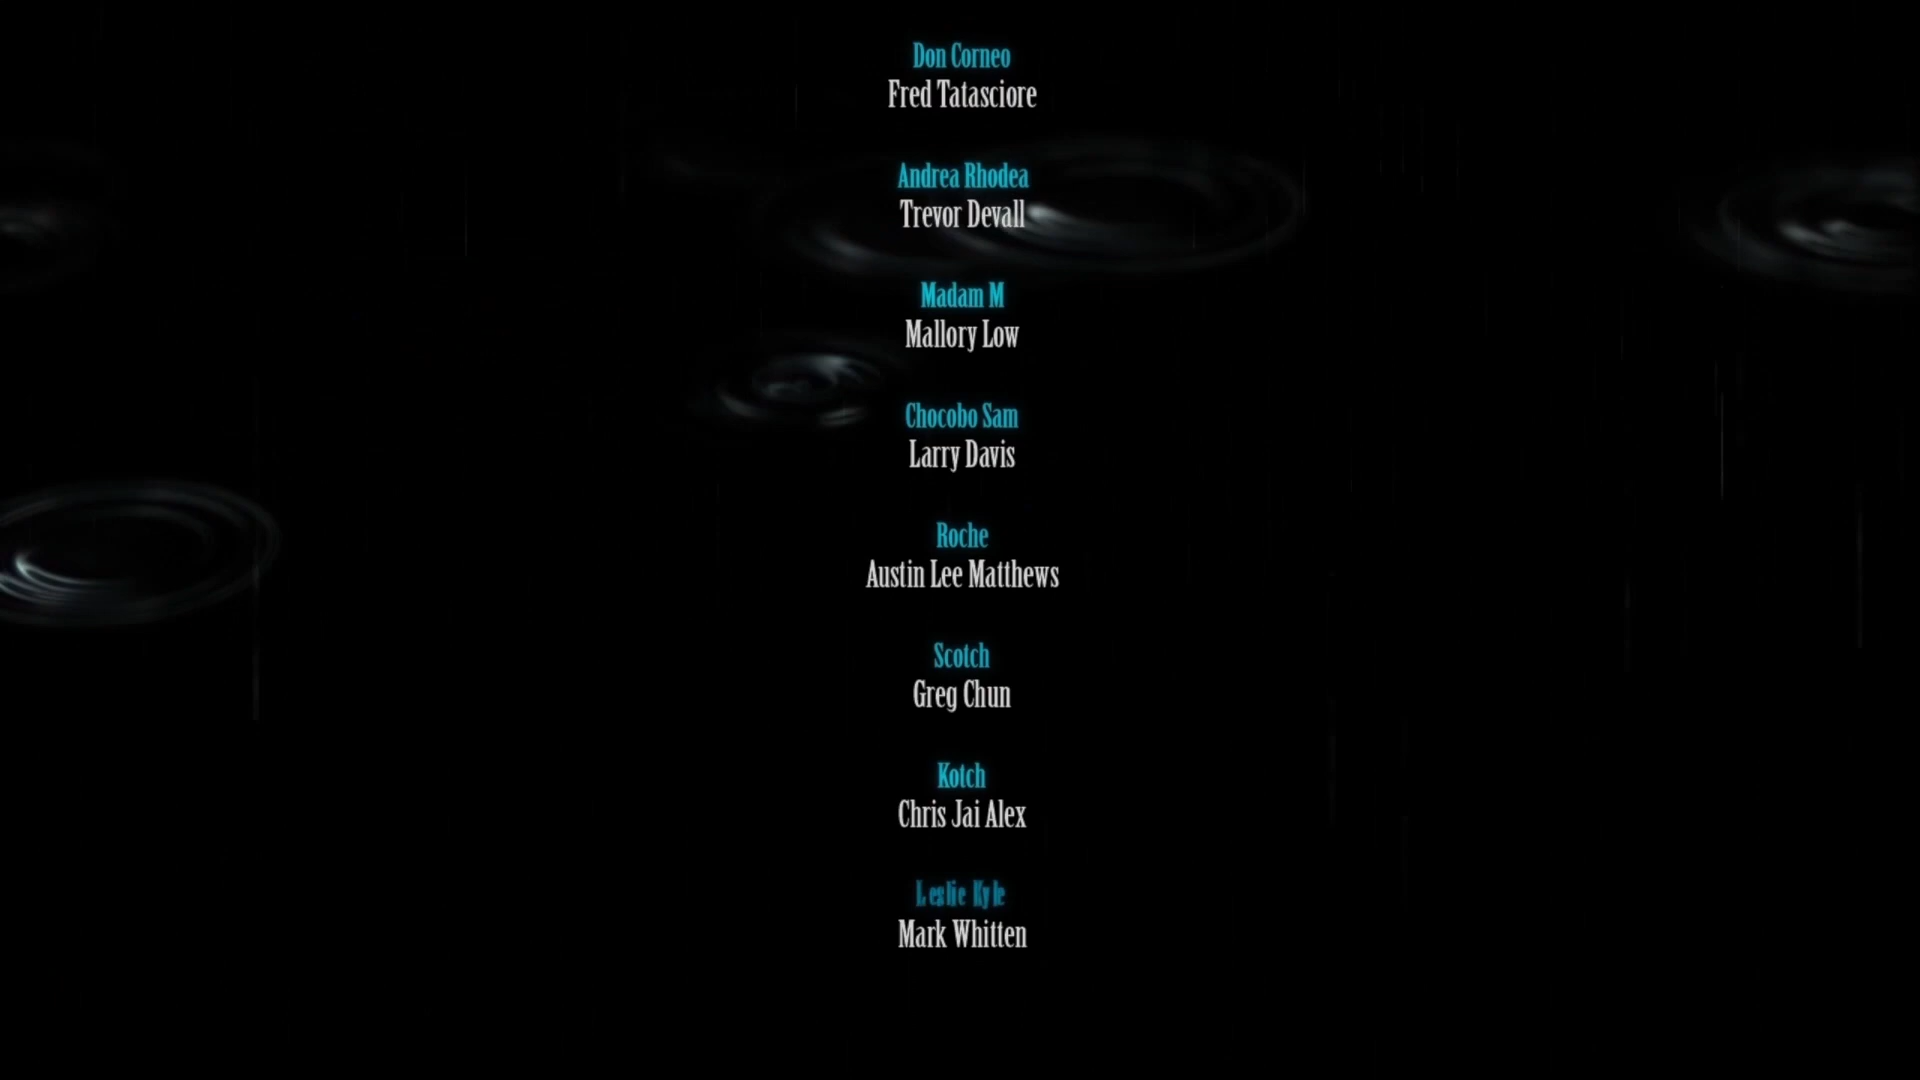 Don Corneo
Fred Tatasciore
Andrea Rhodea
Trevor Devall
Madam M
Mallory Low
Chocobo Sam
Larry Davis
Roche
Austin Lee Matthews
Scotch
Greg Chun
Kotch
Chris Jai Alex
Leslie Kyle
Mark Whitten